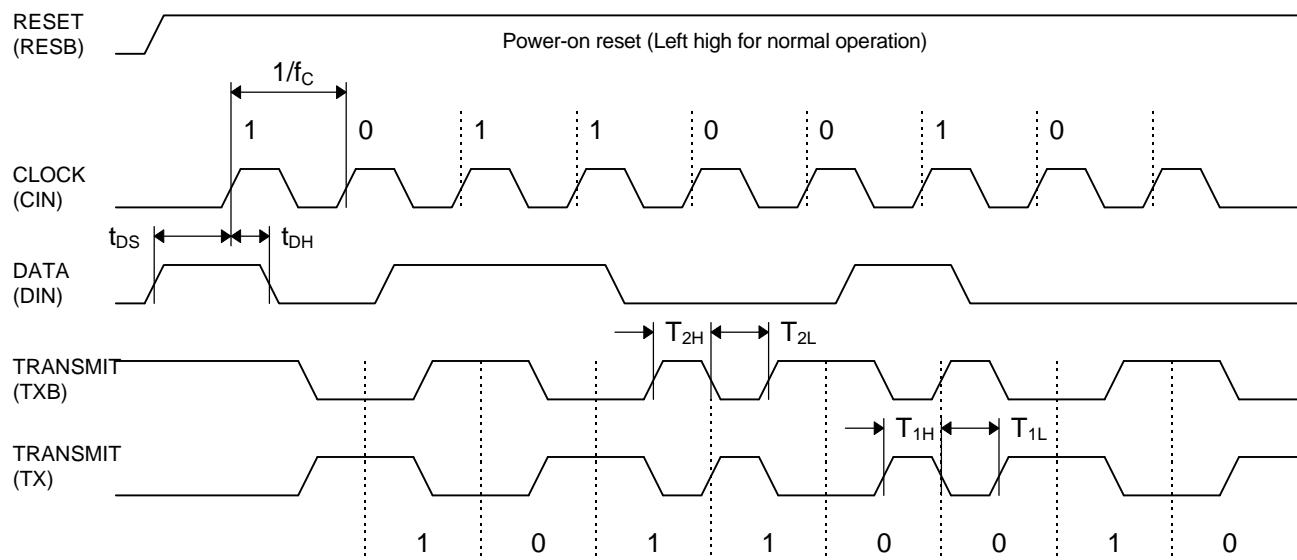 RESET
(RESB)
Power-on reset (Left high for normal operation)
1/fC
1 0 1 1 0 0 1 0
CLOCK
(CIN)
tDS tDH
DATA
(DIN)
T2H T2L
TRANSMIT
(TXB)
T1H T1L
TRANSMIT
(TX)
1 0 1 1 0 0 1 0